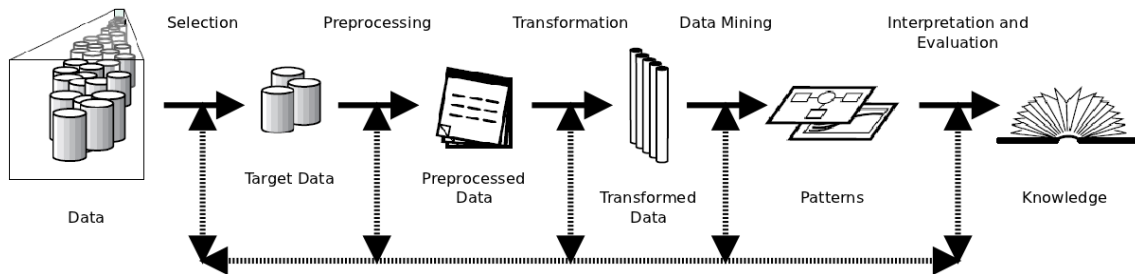 Selection
Preprocessing
Transformation
Data Mining
Interpretation and
Evaluation
Data
Target Data
Preprocessed
Data
Transformed
Data
Patterns
Knowledge